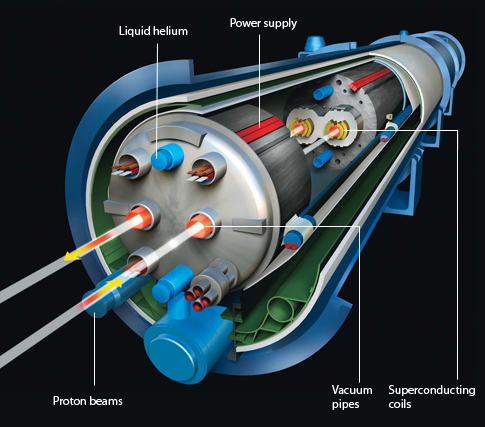 Liquid helium
Power supply
Proton beams
Vacuum
pipes
Superconducting
coils